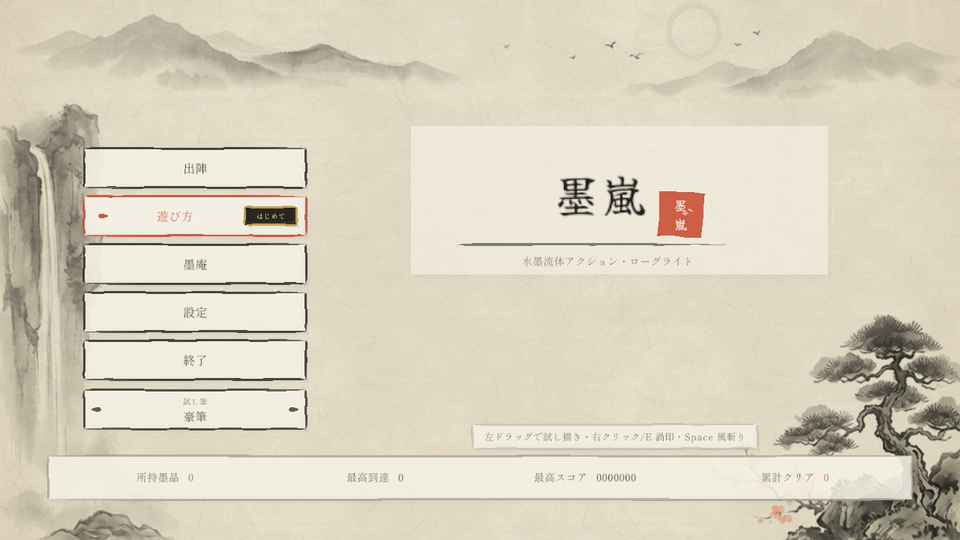 出陣
遊び方 はじめて
墨庵
設定
終了
試し筆
豪筆
墨嵐
墨嵐
水墨流体アクション・ローグライト
左ドラッグで試し描き・右クリック/E 渦印・Space 風斬り
所持墨晶 0 最高到達 0 最高スコア 0000000 累計クリア 0